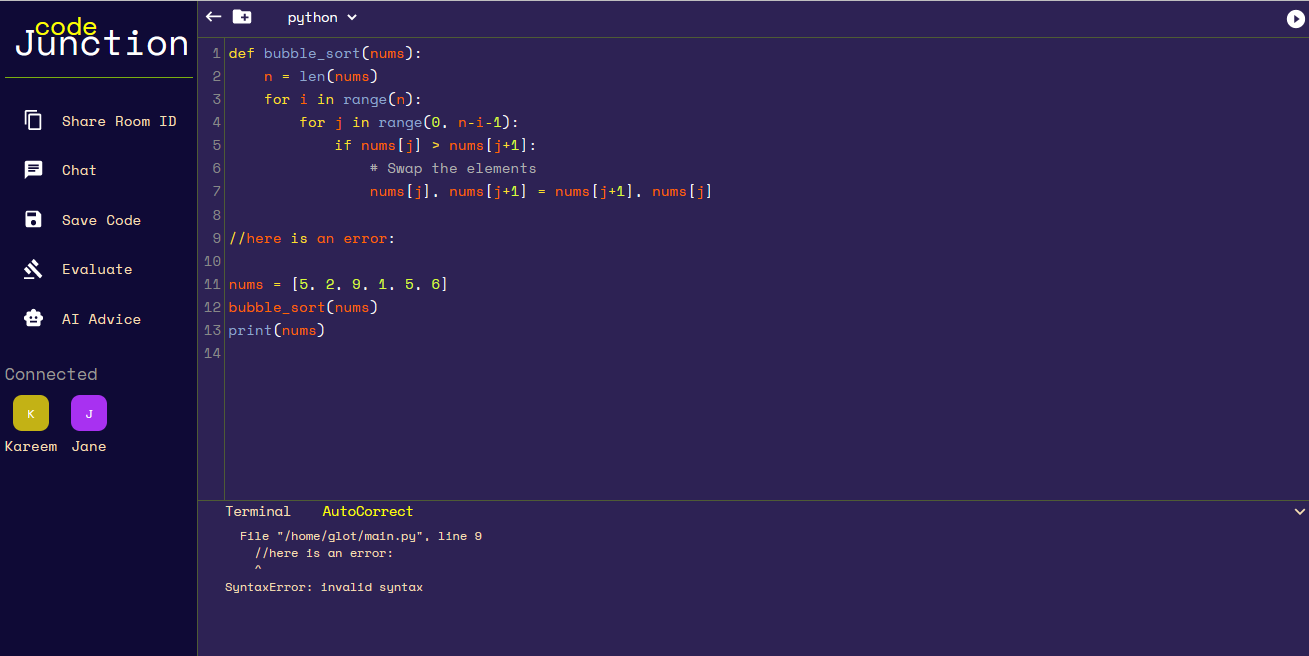 code
Junction
Share Room ID
Chat
Save Code
Evaluate
AI Advice
Connected
K
J
Kareem Jane
python
1 def bubble_sort(nums):
2     n = len(nums)
3     for i in range(n):
4         for j in range(0, n-i-1):
5             if nums[j] > nums[j+1]:
6                 # Swap the elements
7                 nums[j], nums[j+1] = nums[j+1], nums[j]
8
9 //here is an error:
10
11 nums = [5, 2, 9, 1, 5, 6]
12 bubble_sort(nums)
13 print(nums)
14
Terminal AutoCorrect
  File "/home/glot/main.py", line 9
    //here is an error:
    ^
SyntaxError: invalid syntax